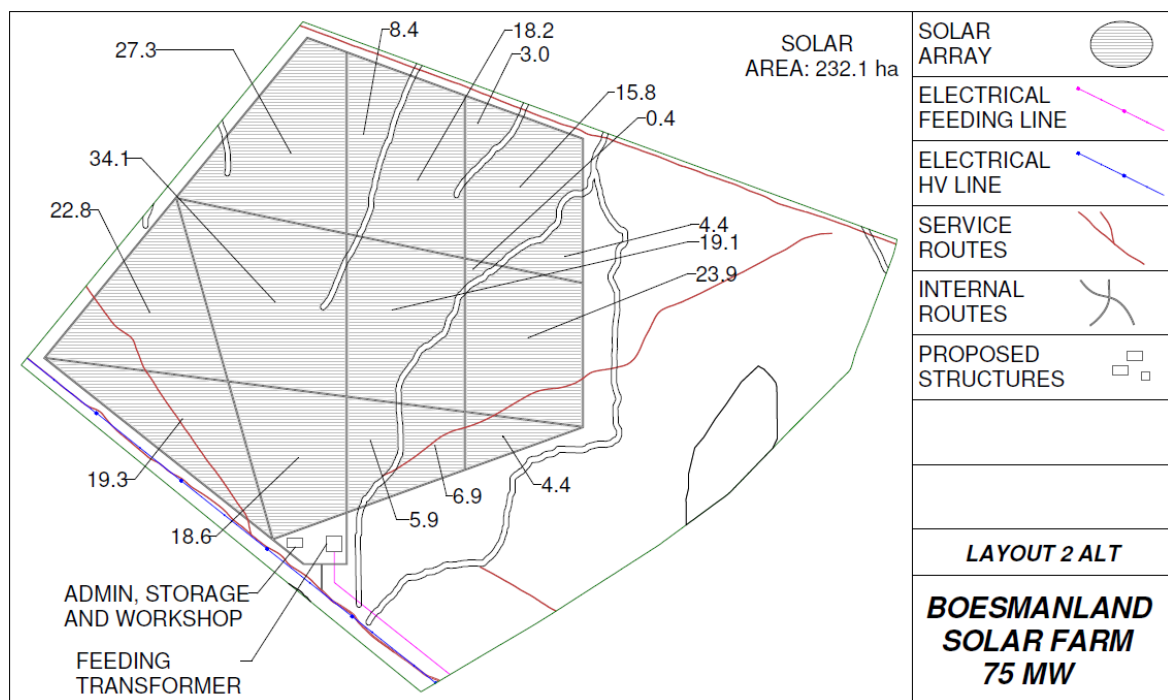 8.4
18.2
27.3
3.0
SOLAR
AREA: 232.1 ha
15.8
0.4
34.1
22.8
4.4
19.1
23.9
19.3
18.6
5.9
6.9
4.4
ADMIN, STORAGE
AND WORKSHOP
FEEDING
TRANSFORMER
SOLAR
ARRAY
ELECTRICAL
FEEDING LINE
ELECTRICAL
HV LINE
SERVICE
ROUTES
INTERNAL
ROUTES
PROPOSED
STRUCTURES
LAYOUT 2 ALT
BOESMANLAND
SOLAR FARM
75 MW